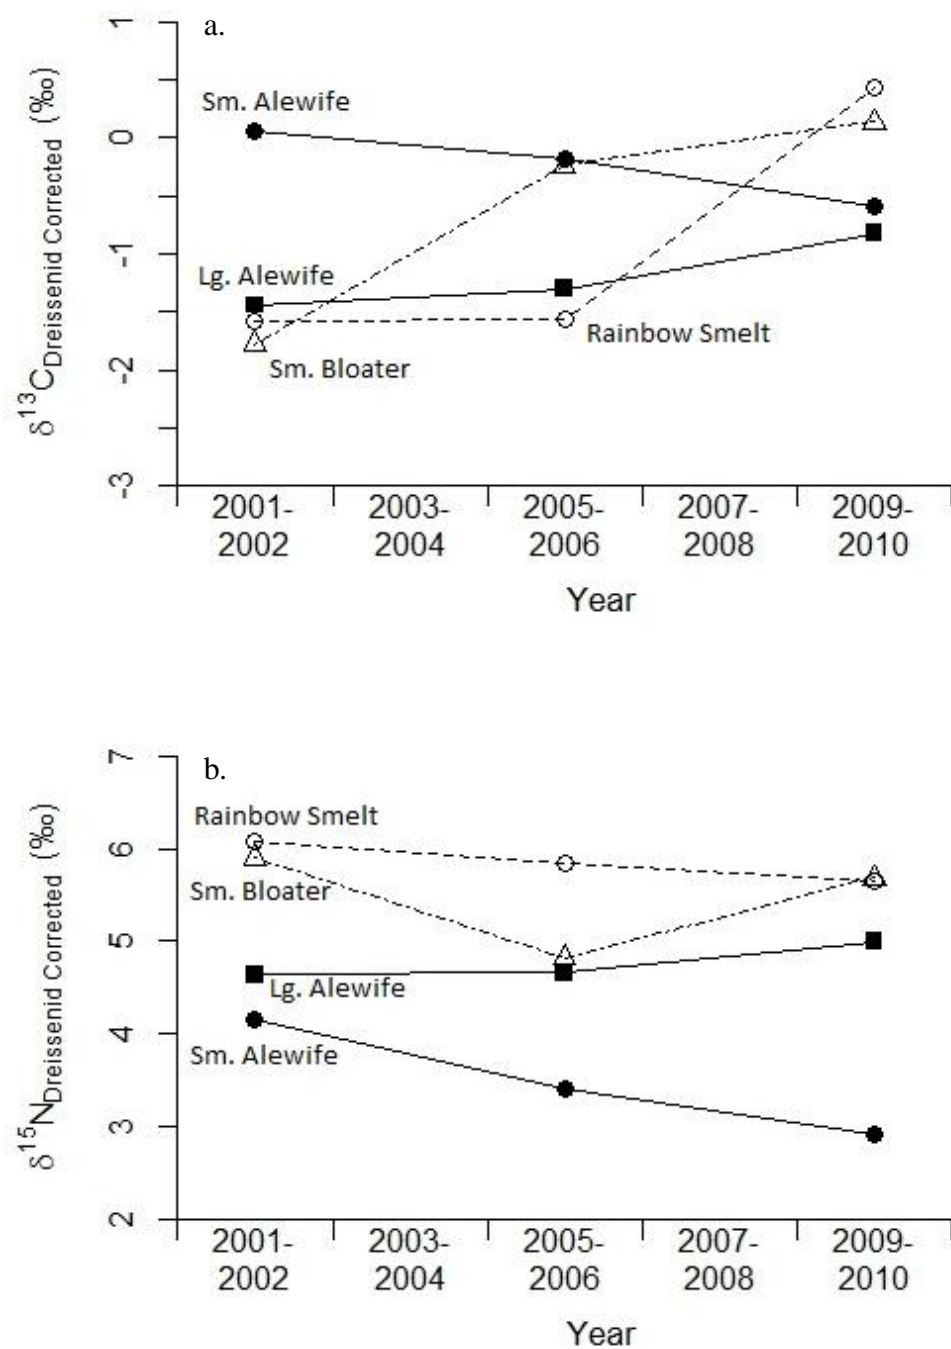 a.
1
0
-1
-2
-3
δ13CDreissenid Corrected (‰)
Sm. Alewife
Lg. Alewife
Rainbow Smelt
Sm. Bloater
2001-
2002
2003-
2004
2005-
2006
2007-
2008
2009-
2010
Year
b.
7
6
5
4
3
2
δ15NDreissenid Corrected (‰)
Rainbow Smelt
Sm. Bloater
Lg. Alewife
Sm. Alewife
2001-
2002
2003-
2004
2005-
2006
2007-
2008
2009-
2010
Year